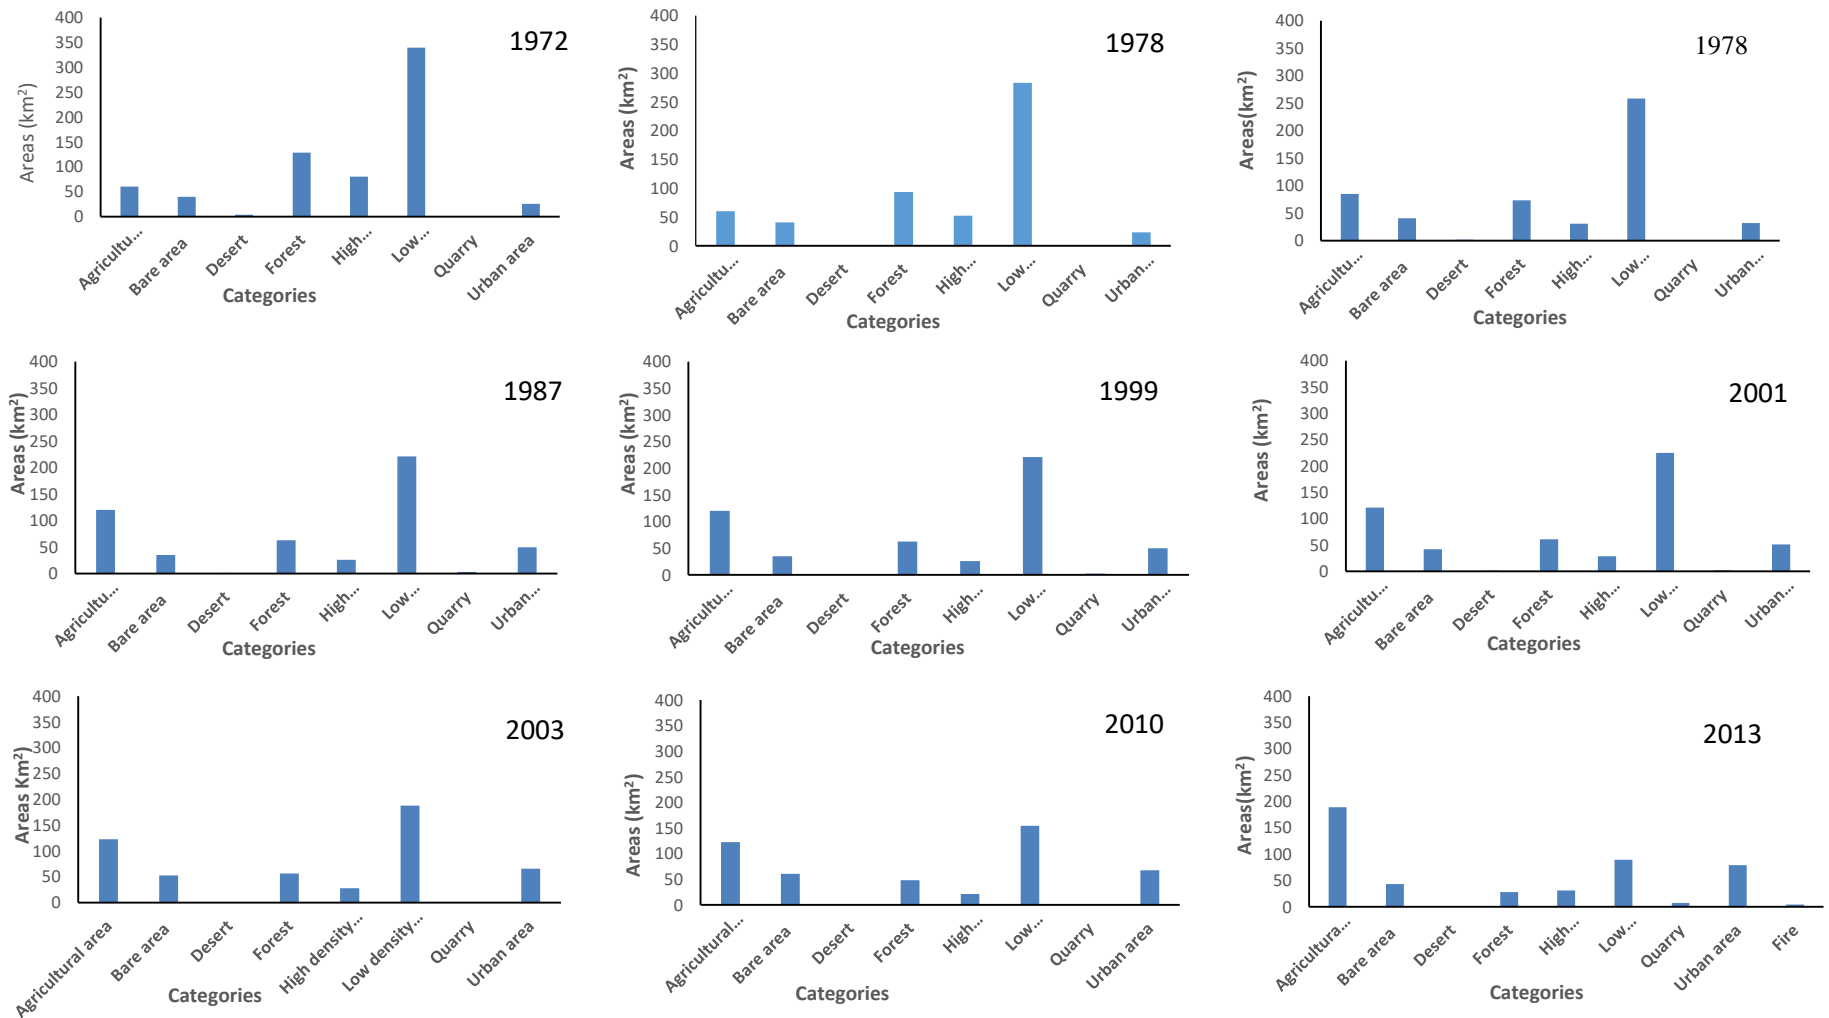 1972
400
350
300
250
200
150
100
50
0
Areas (km²)
Agricultu...
Bare area
Desert
Forest
High...
Low...
Quarry
Urban area
Categories
1978
400
350
300
250
200
150
100
50
0
Areas (km²)
Agricultu...
Bare area
Desert
Forest
High...
Low...
Quarry
Urban...
Categories
1978
400
350
300
250
200
150
100
50
0
Areas(km²)
Agricultu...
Bare area
Desert
Forest
High...
Low...
Quarry
Urban...
Categories
1987
400
350
300
250
200
150
100
50
0
Areas (km²)
Agricultu...
Bare area
Desert
Forest
High...
Low...
Quarry
Urban...
Categories
1999
400
350
300
250
200
150
100
50
0
Areas (km²)
Agricultu...
Bare area
Desert
Forest
High...
Low...
Quarry
Urban...
Categories
2001
400
350
300
250
200
150
100
50
0
Areas (km²)
Agricultu...
Bare area
Desert
Forest
High...
Low...
Quarry
Urban...
Categories
2003
400
350
300
250
200
150
100
50
0
Areas Km²)
Agricultural area
Bare area
Desert
Forest
High density...
Low density...
Quarry
Urban area
Categories
2010
400
350
300
250
200
150
100
50
0
Areas (km²)
Agricultural...
Bare area
Desert
Forest
High...
Low...
Quarry
Urban area
Categories
2013
400
350
300
250
200
150
100
50
0
Areas(km²)
Agricultura...
Bare area
Desert
Forest
High...
Low...
Quarry
Urban area
Fire
Categories